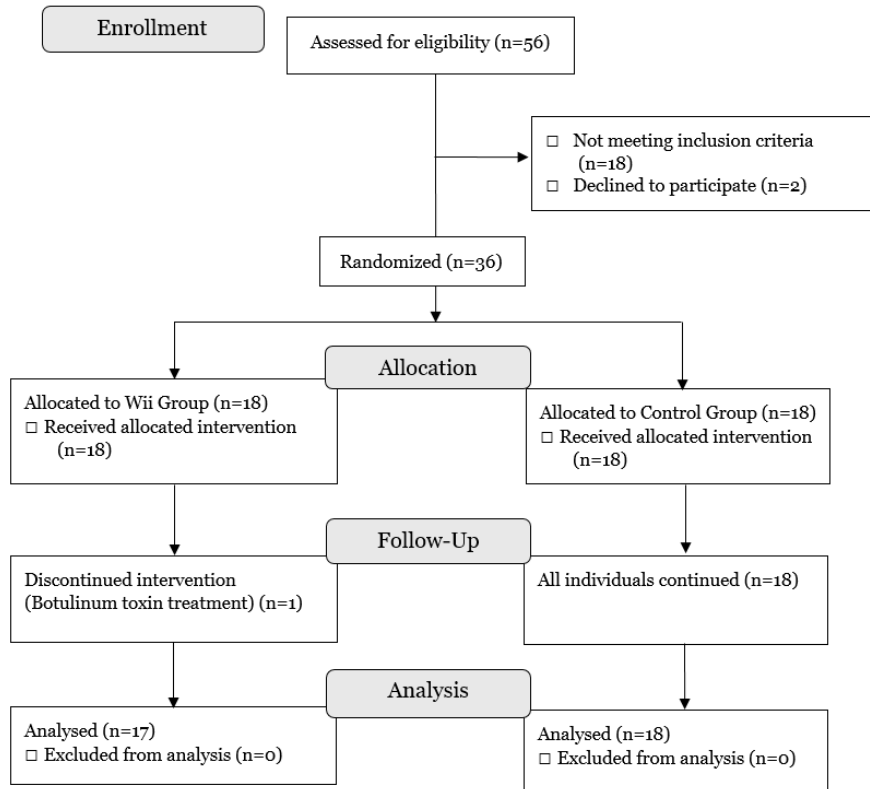 Enrollment
Assessed for eligibility (n=56)
□ Not meeting inclusion criteria
(n=18)
□ Declined to participate (n=2)
Randomized (n=36)
Allocation
Allocated to Wii Group (n=18)
□ Received allocated intervention
(n=18)
Allocated to Control Group (n=18)
□ Received allocated intervention
(n=18)
Follow-Up
Discontinued intervention
(Botulinum toxin treatment) (n=1)
All individuals continued (n=18)
Analysis
Analysed (n=17)
□ Excluded from analysis (n=0)
Analysed (n=18)
□ Excluded from analysis (n=0)